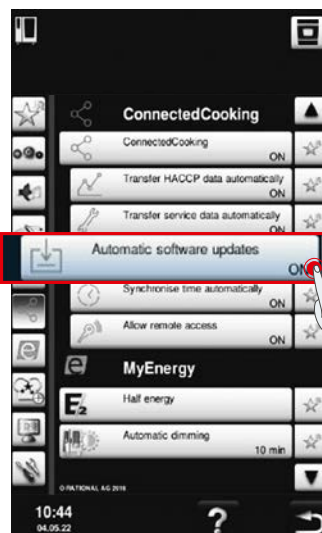 ConnectedCooking
ConnectedCooking
ON
Transfer HACCP data automatically
ON
Transfer service data automatically
ON
Automatic software updates
ON
Synchronise time automatically
ON
Allow remote access
ON
MyEnergy
E/2
Half energy
Automatic dimming
10 min
© RATIONAL AG 2016
10:44
04.05.22
?